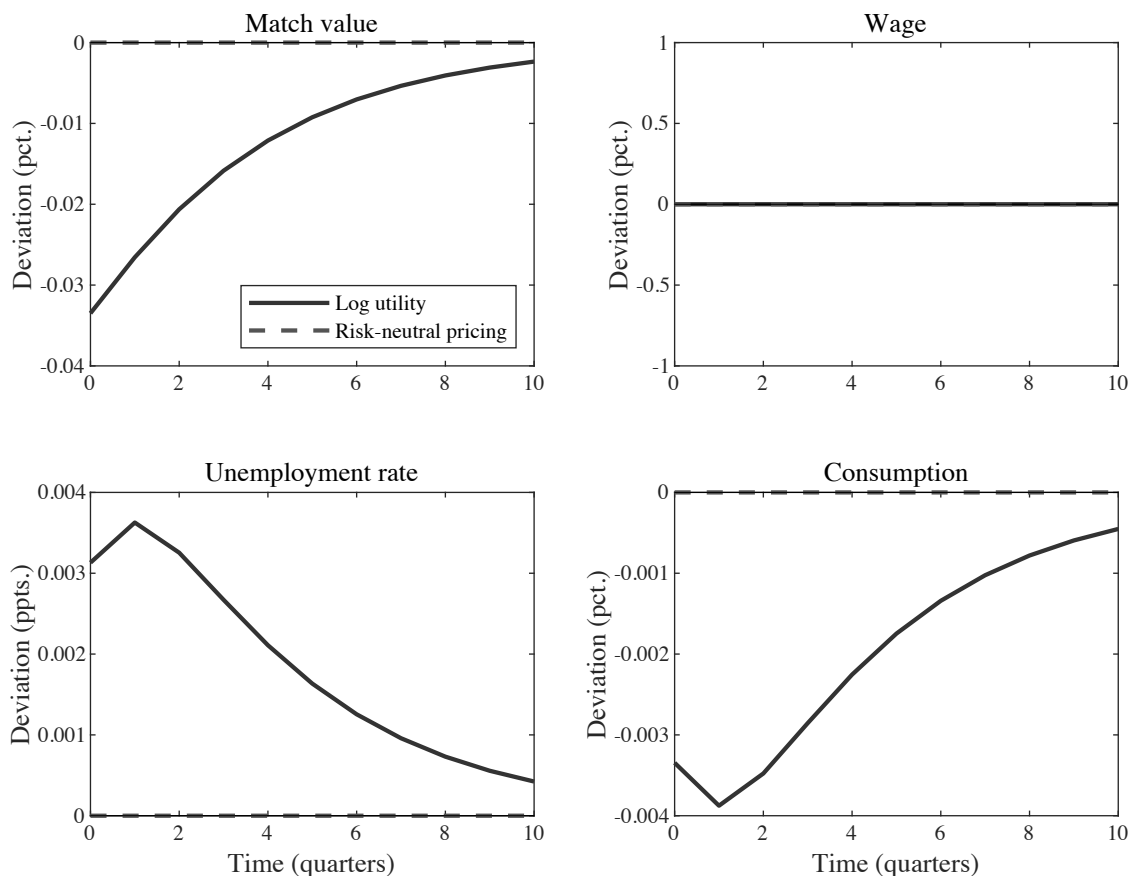 Match value
0
-0.01
-0.02
-0.03
-0.04
Deviation (pct.)
Log utility
Risk-neutral pricing
0 2 4 6 8 10
Wage
1
0.5
0
-0.5
-1
Deviation (pct.)
0 2 4 6 8 10
Unemployment rate
0.004
0.003
0.002
0.001
0
Deviation (ppts.)
0 2 4 6 8 10
Time (quarters)
Consumption
0
-0.001
-0.002
-0.003
-0.004
Deviation (pct.)
0 2 4 6 8 10
Time (quarters)